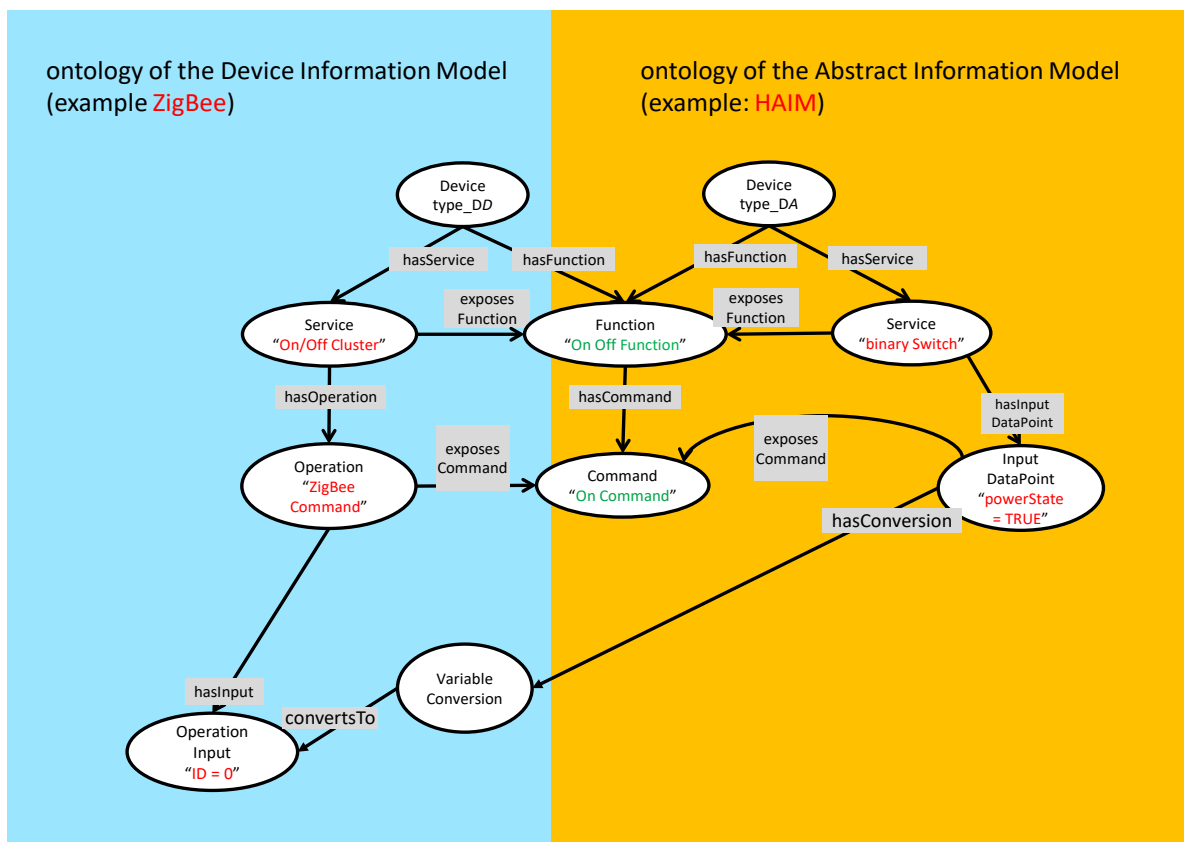 ontology of the Device Information Model
(example ZigBee)
ontology of the Abstract Information Model
(example: HAIM)
Device
type_DD
Device
type_DA
hasService
hasFunction
hasFunction
hasService
exposes
Function
exposes
Function
Service
“On/Off Cluster”
Function
“On Off Function”
Service
“binary Switch”
hasOperation
hasCommand
hasInput
DataPoint
exposes
Command
exposes
Command
Operation
“ZigBee
Command”
Command
“On Command”
Input
DataPoint
“powerState
= TRUE”
hasConversion
Variable
Conversion
hasInput
convertsTo
Operation
Input
“ID = 0”